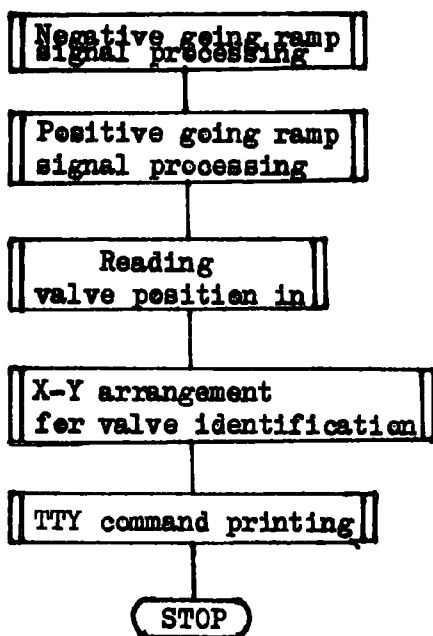 Negative going ramp
signal processing
Positive going ramp
signal processing
Reading
valve position in
X-Y arrangement
for valve identification
TTY command printing
STOP